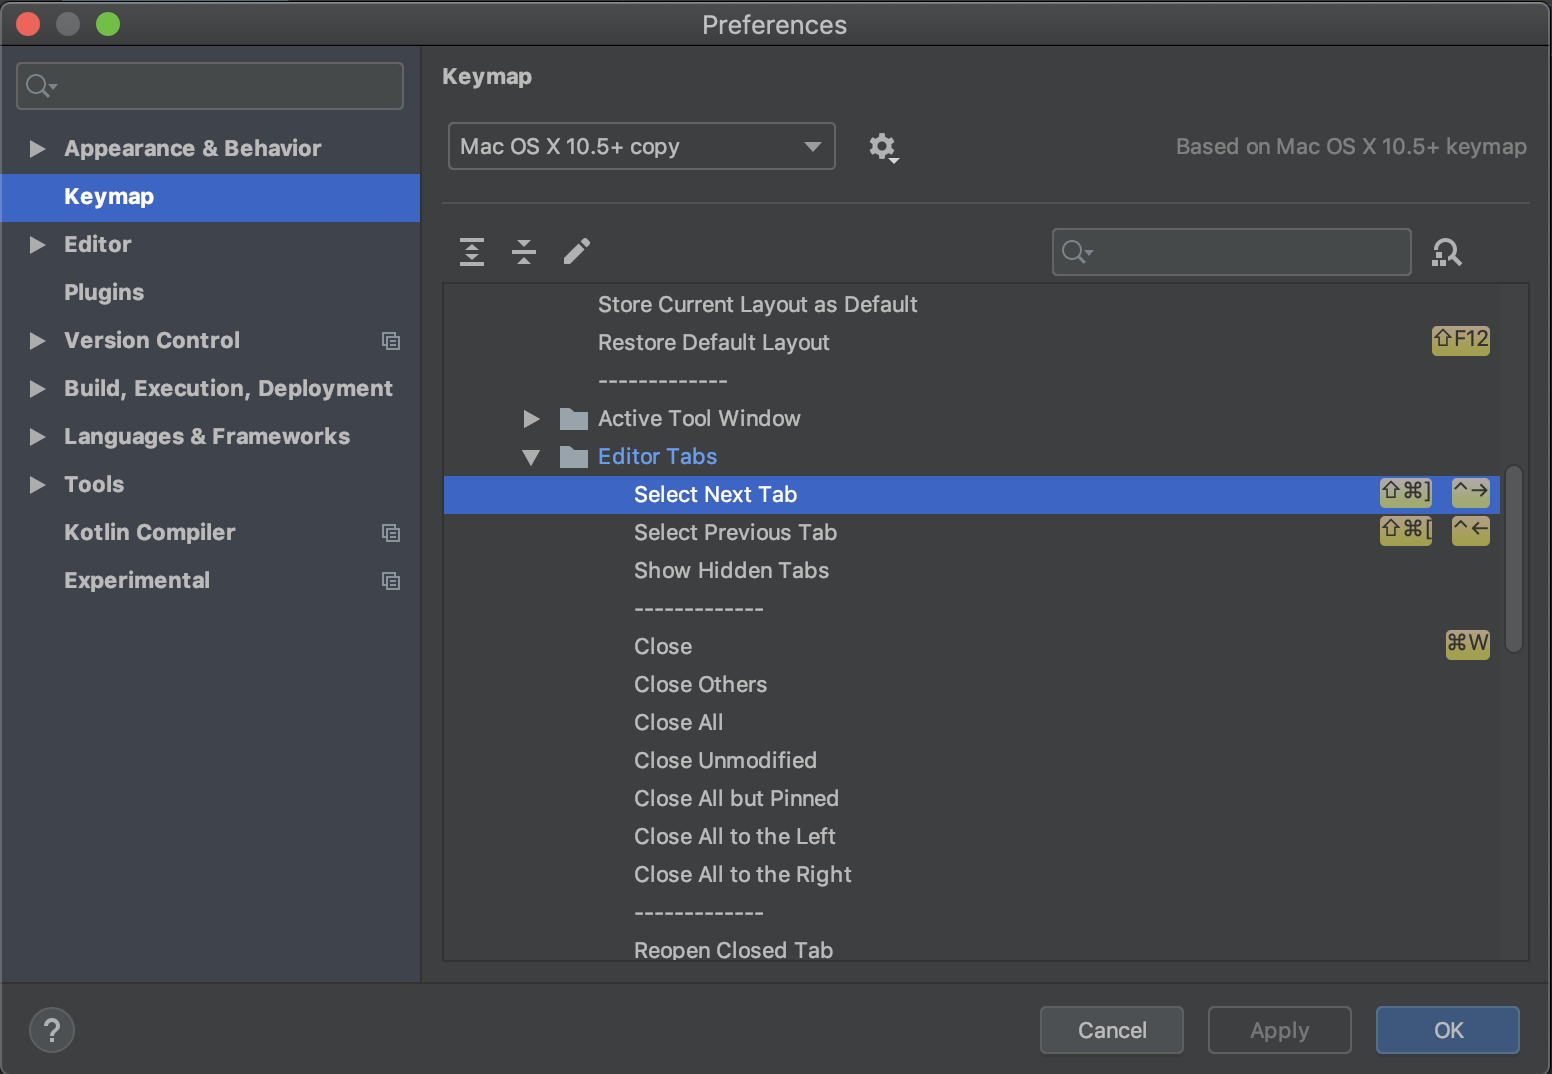 Preferences
Appearance & Behavior
Keymap
Editor
Plugins
Version Control
Build, Execution, Deployment
Languages & Frameworks
Tools
Kotlin Compiler
Experimental
Keymap
Mac OS X 10.5+ copy
Based on Mac OS X 10.5+ keymap
Store Current Layout as Default
Restore Default Layout ⇧F12
-------------
Active Tool Window
Editor Tabs
Select Next Tab ⇧⌘] ^→
Select Previous Tab ⇧⌘[ ^←
Show Hidden Tabs
-------------
Close ⌘W
Close Others
Close All
Close Unmodified
Close All but Pinned
Close All to the Left
Close All to the Right
-------------
Reopen Closed Tab
? Cancel Apply OK